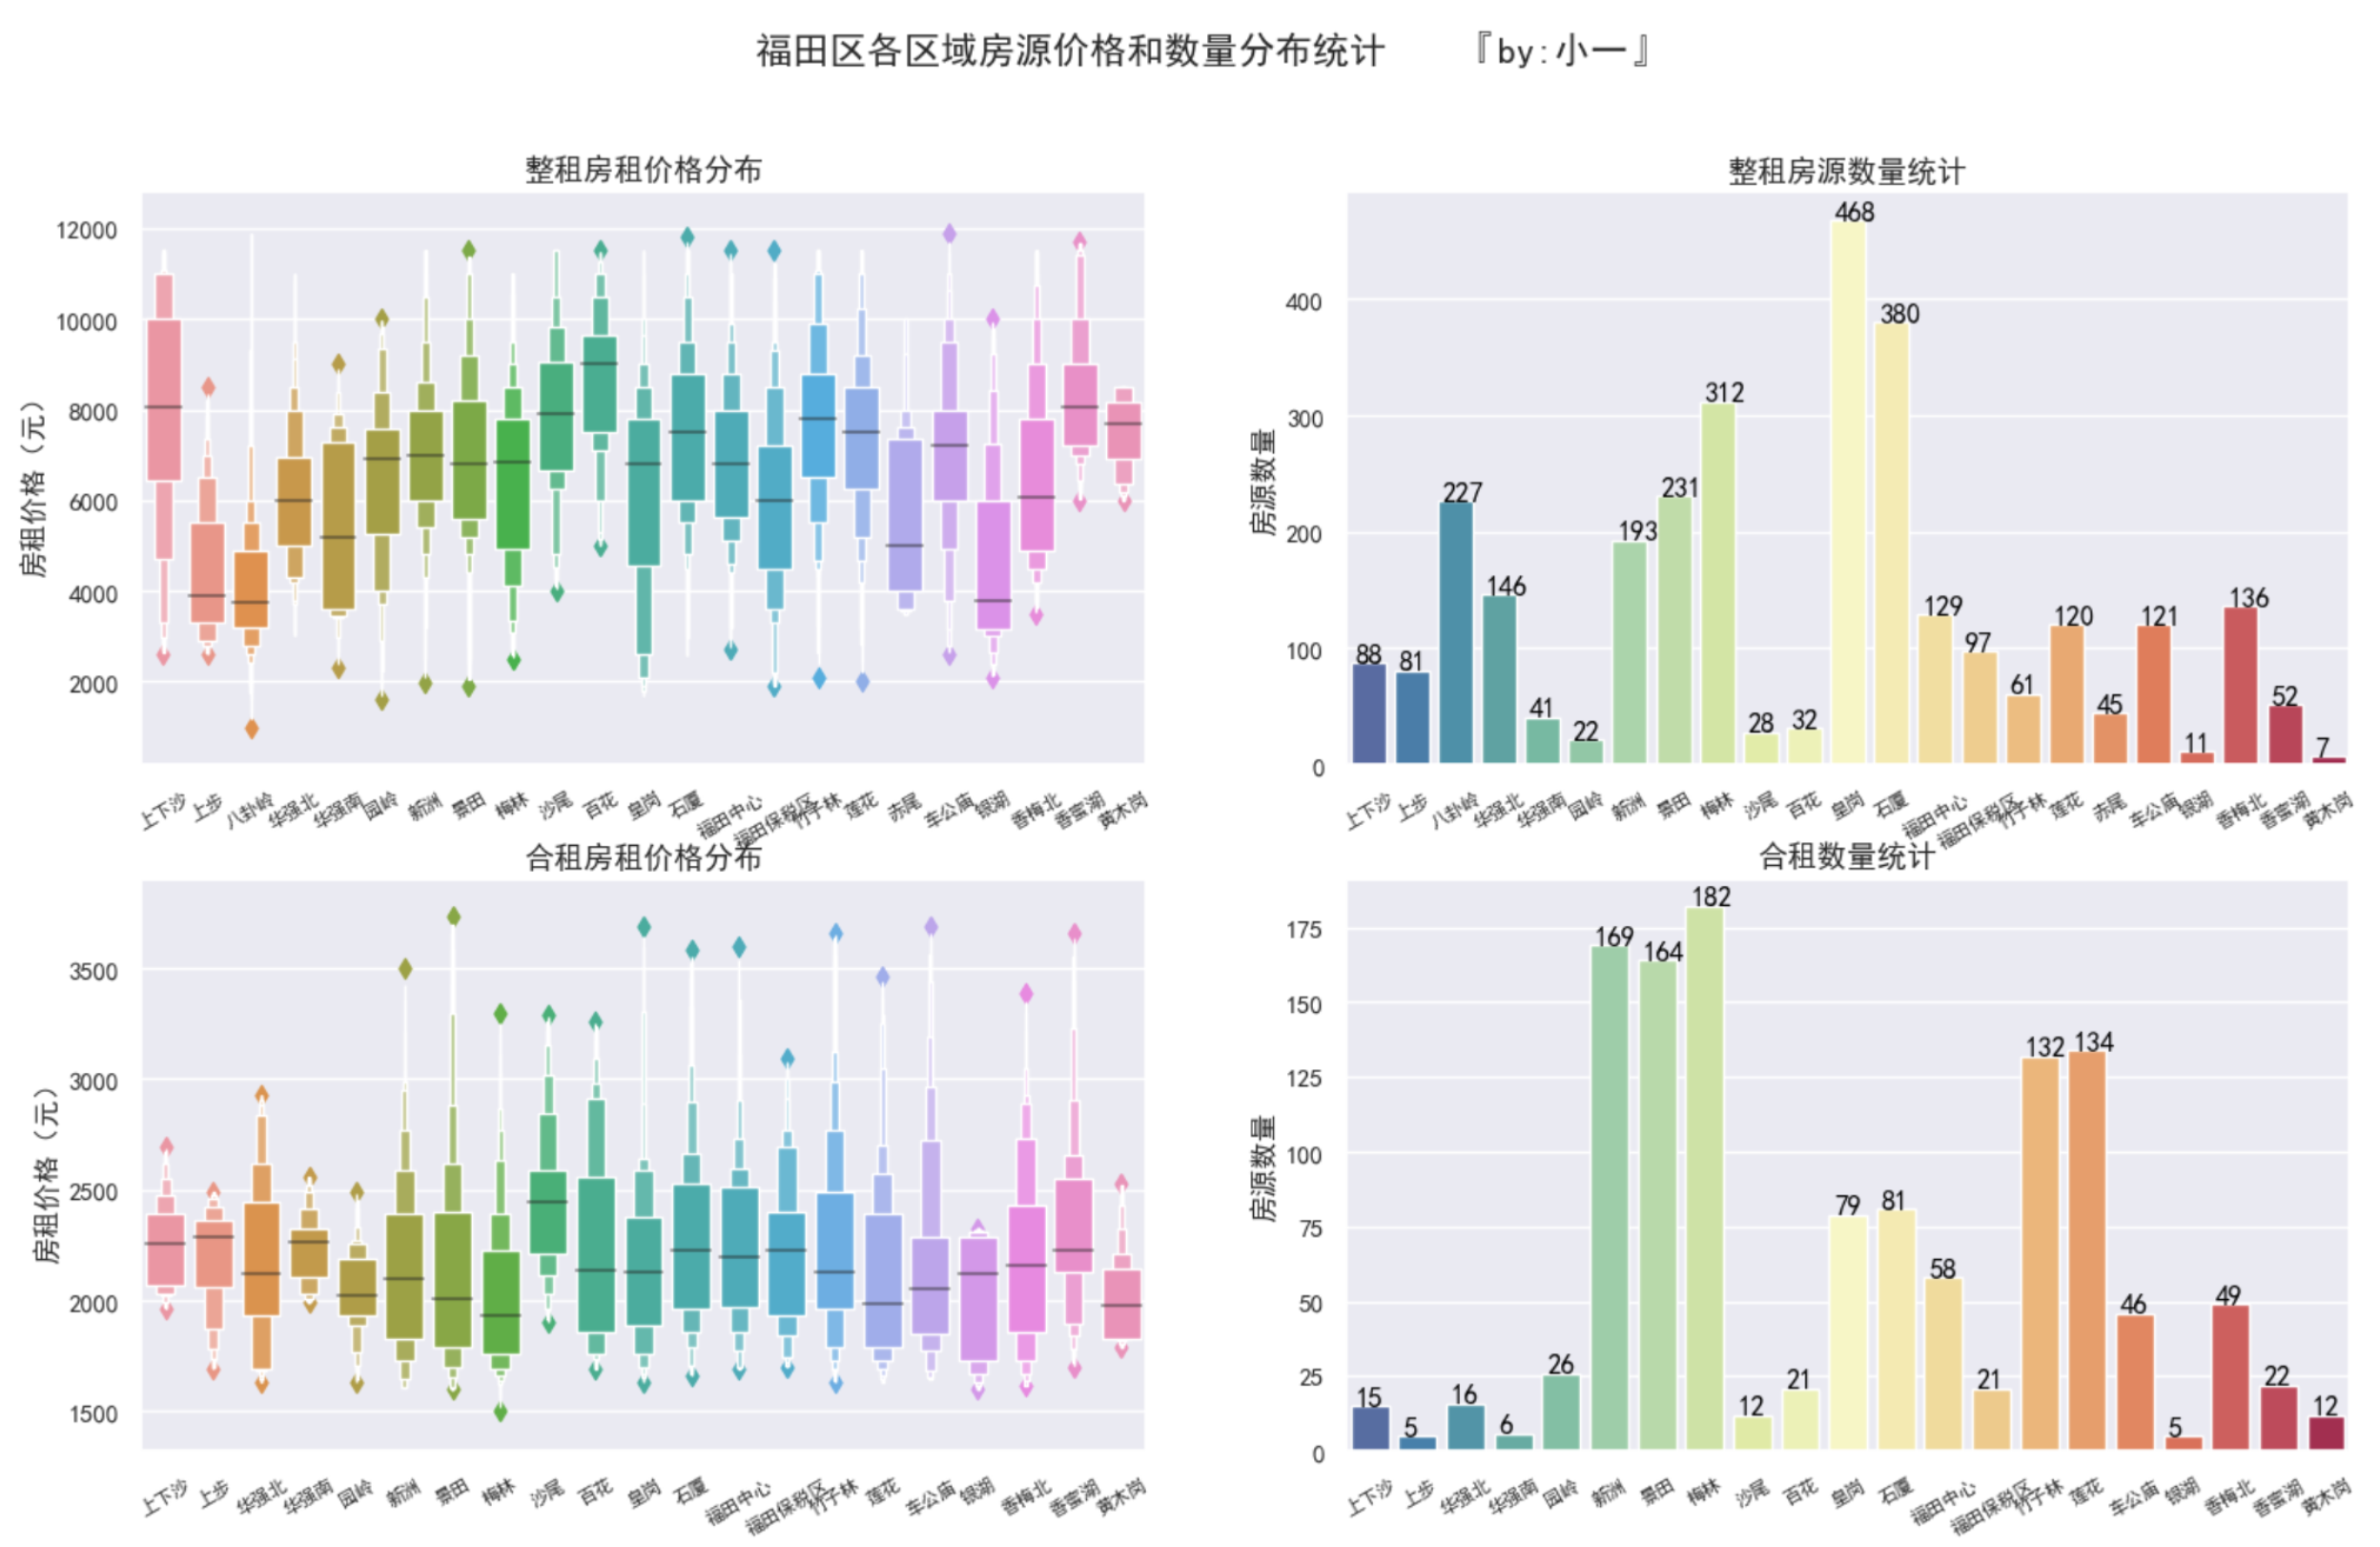 福田区各区域房源价格和数量分布统计 『by:小一』
整租房租价格分布
房租价格（元）
12000
10000
8000
6000
4000
2000
上下沙 上步 八卦岭 华强北 华强南 园岭 新洲 景田 梅林 沙尾 百花 皇岗 石厦 福田中心 福田保税区 竹子林 莲花 赤尾 车公庙 银湖 香梅北 香蜜湖 黄木岗
整租房源数量统计
房源数量
400
300
200
100
0
88 81 227 146 41 22 193 231 312 28 32 468 380 129 97 61 120 45 121 11 136 52 7
上下沙 上步 八卦岭 华强北 华强南 园岭 新洲 景田 梅林 沙尾 百花 皇岗 石厦 福田中心 福田保税区 竹子林 莲花 赤尾 车公庙 银湖 香梅北 香蜜湖 黄木岗
合租房租价格分布
房租价格（元）
3500
3000
2500
2000
1500
上下沙 上步 华强北 华强南 园岭 新洲 景田 梅林 沙尾 百花 皇岗 石厦 福田中心 福田保税区 竹子林 莲花 车公庙 银湖 香梅北 香蜜湖 黄木岗
合租数量统计
房源数量
175
150
125
100
75
50
25
0
15 5 16 6 26 169 164 182 12 21 79 81 58 21 132 134 46 5 49 22 12
上下沙 上步 华强北 华强南 园岭 新洲 景田 梅林 沙尾 百花 皇岗 石厦 福田中心 福田保税区 竹子林 莲花 车公庙 银湖 香梅北 香蜜湖 黄木岗